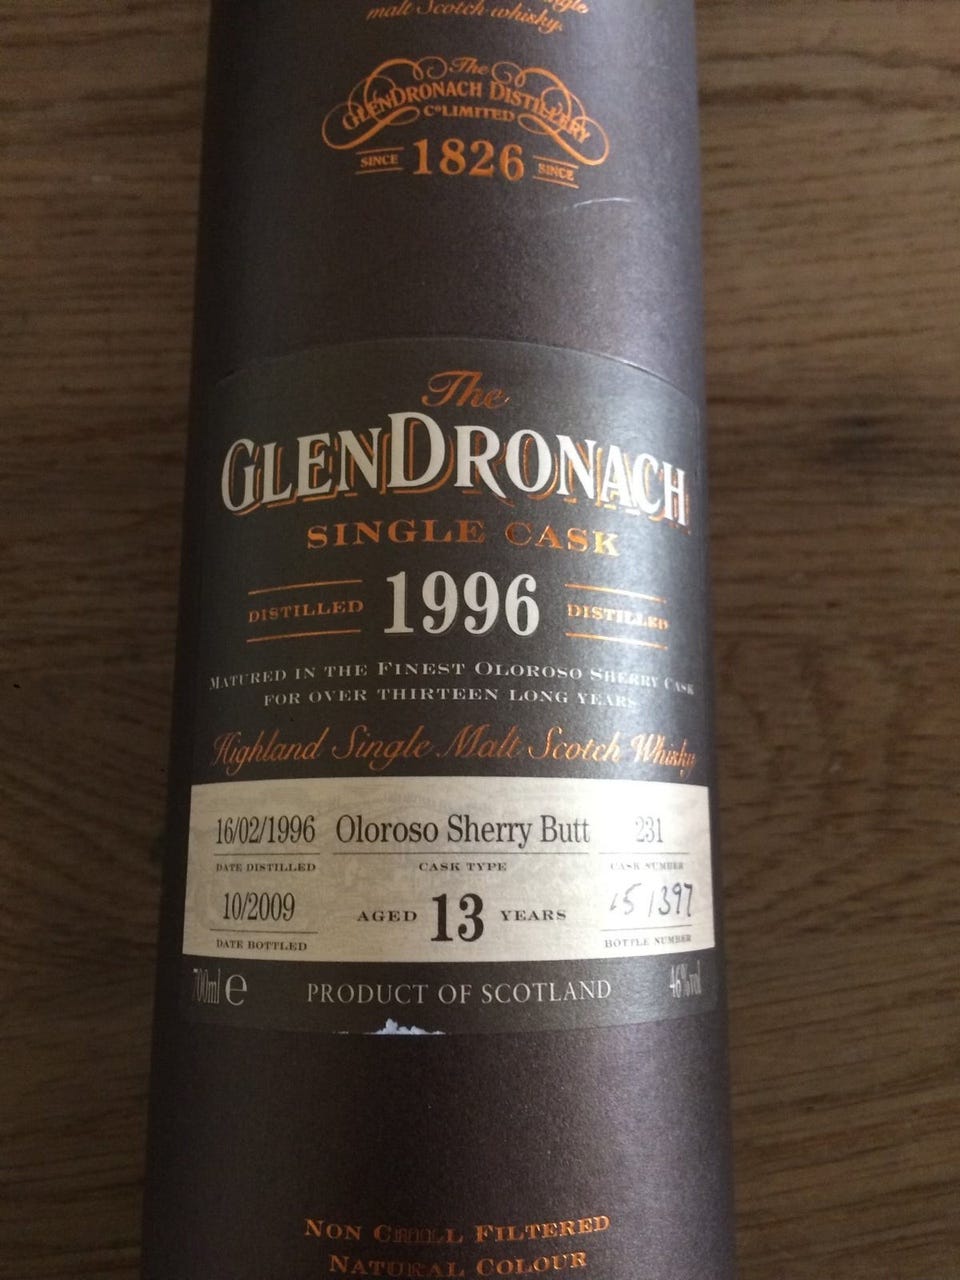 malt Scotch whisky.
The
GLENDRONACH DISTILLERY
Cº LIMITED
SINCE 1826 SINCE
The
GLENDRONACH
SINGLE CASK
DISTILLED 1996 DISTILLED
MATURED IN THE FINEST OLOROSO SHERRY CASK
FOR OVER THIRTEEN LONG YEARS
Highland Single Malt Scotch Whisky
16/02/1996 Oloroso Sherry Butt 231
DATE DISTILLED CASK TYPE CASK NUMBER
10/2009 AGED 13 YEARS /397
DATE BOTTLED BOTTLE NUMBER
700ml e PRODUCT OF SCOTLAND 46%vol
NON CHILL FILTERED
NATURAL COLOUR